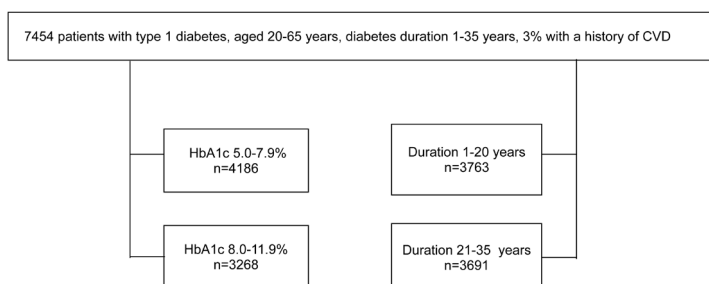 7454 patients with type 1 diabetes, aged 20-65 years, diabetes duration 1-35 years, 3% with a history of CVD
HbA1c 5.0-7.9%
n=4186
Duration 1-20 years
n=3763
HbA1c 8.0-11.9%
n=3268
Duration 21-35 years
n=3691